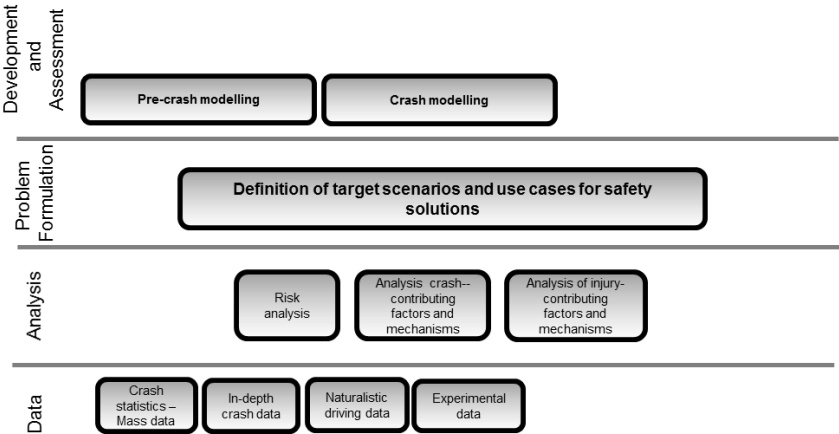 Development
and
Assessment
Pre-crash modelling
Crash modelling
Problem
Formulation
Definition of target scenarios and use cases for safety
solutions
Analysis
Risk
analysis
Analysis crash--
contributing
factors and
mechanisms
Analysis of injury-
contributing
factors and
mechanisms
Data
Crash
statistics –
Mass data
In-depth
crash data
Naturalistic
driving data
Experimental
data